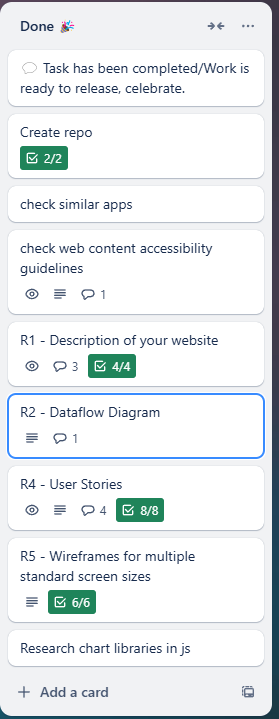 Done 🎉
💬 Task has been completed/Work is
ready to release, celebrate.
Create repo
2/2
check similar apps
check web content accessibility
guidelines
1
R1 - Description of your website
3 4/4
R2 - Dataflow Diagram
1
R4 - User Stories
4 8/8
R5 - Wireframes for multiple
standard screen sizes
6/6
Research chart libraries in js
+ Add a card